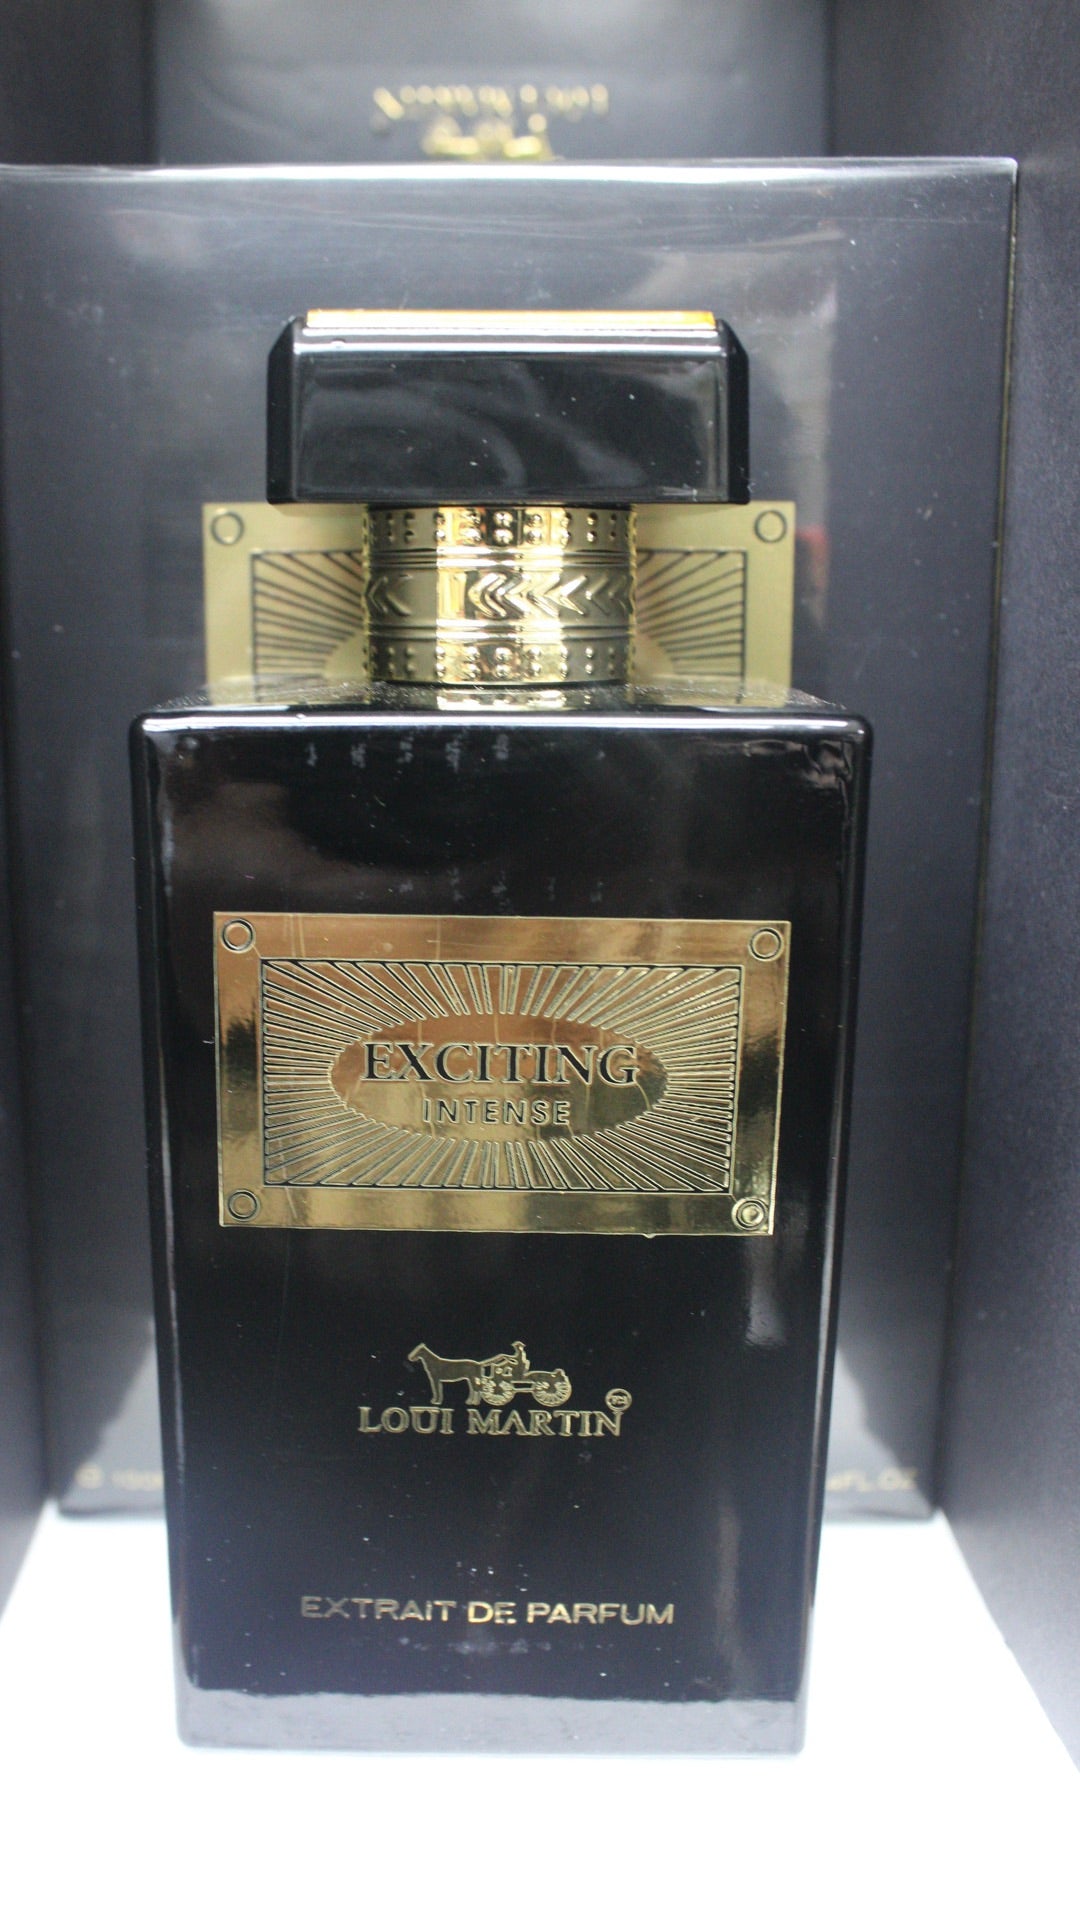 EXCITING
INTENSE
LOUI MARTIN
EXTRAIT DE PARFUM